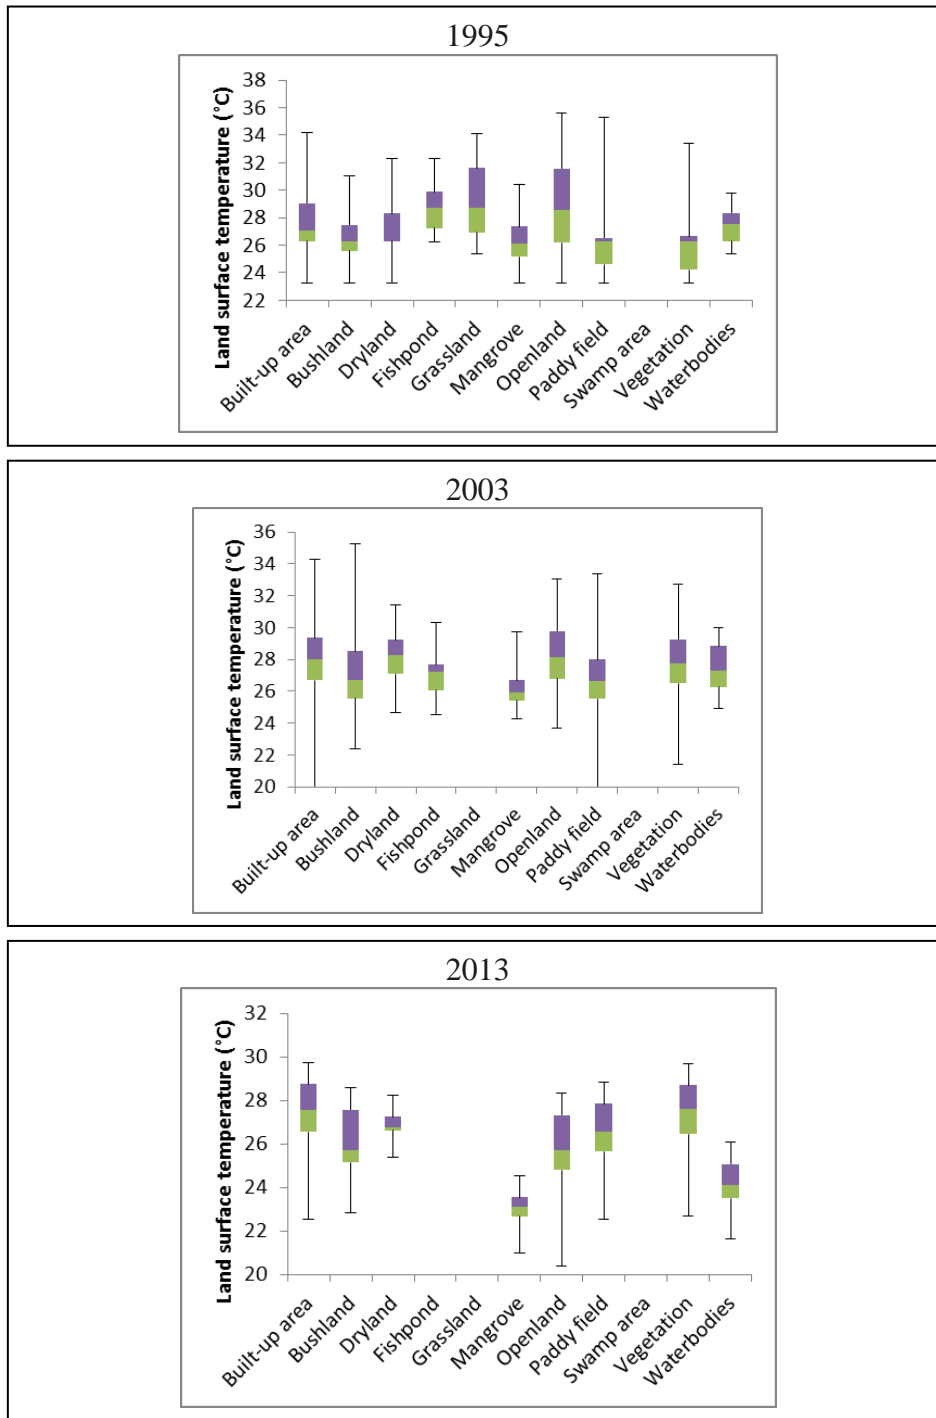 1995
Land surface temperature (°C)
38
36
34
32
30
28
26
24
22
Built-up area
Bushland
Dryland
Fishpond
Grassland
Mangrove
Openland
Paddy field
Swamp area
Vegetation
Waterbodies
2003
Land surface temperature (°C)
36
34
32
30
28
26
24
22
20
Built-up area
Bushland
Dryland
Fishpond
Grassland
Mangrove
Openland
Paddy field
Swamp area
Vegetation
Waterbodies
2013
Land surface temperature (°C)
32
30
28
26
24
22
20
Built-up area
Bushland
Dryland
Fishpond
Grassland
Mangrove
Openland
Paddy field
Swamp area
Vegetation
Waterbodies